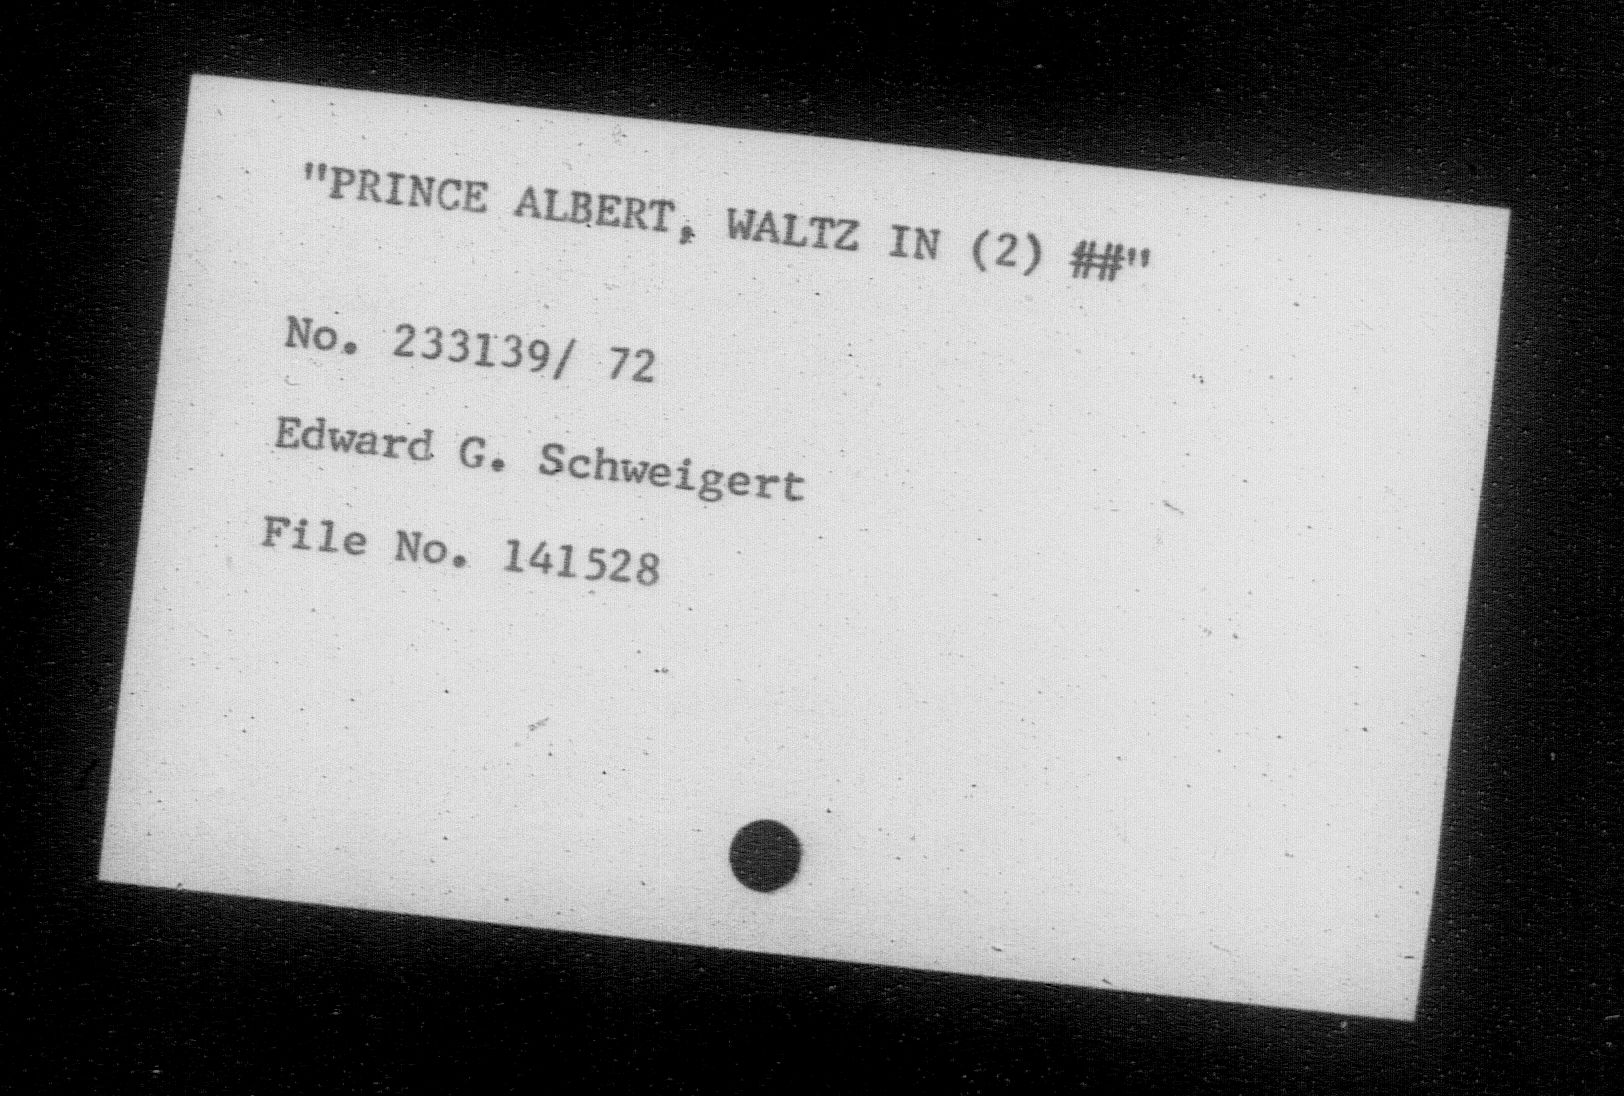 "PRINCE ALBERT, WALTZ IN (2) ##"
No. 233139/ 72
Edward G. Schweigert
File No. 141528